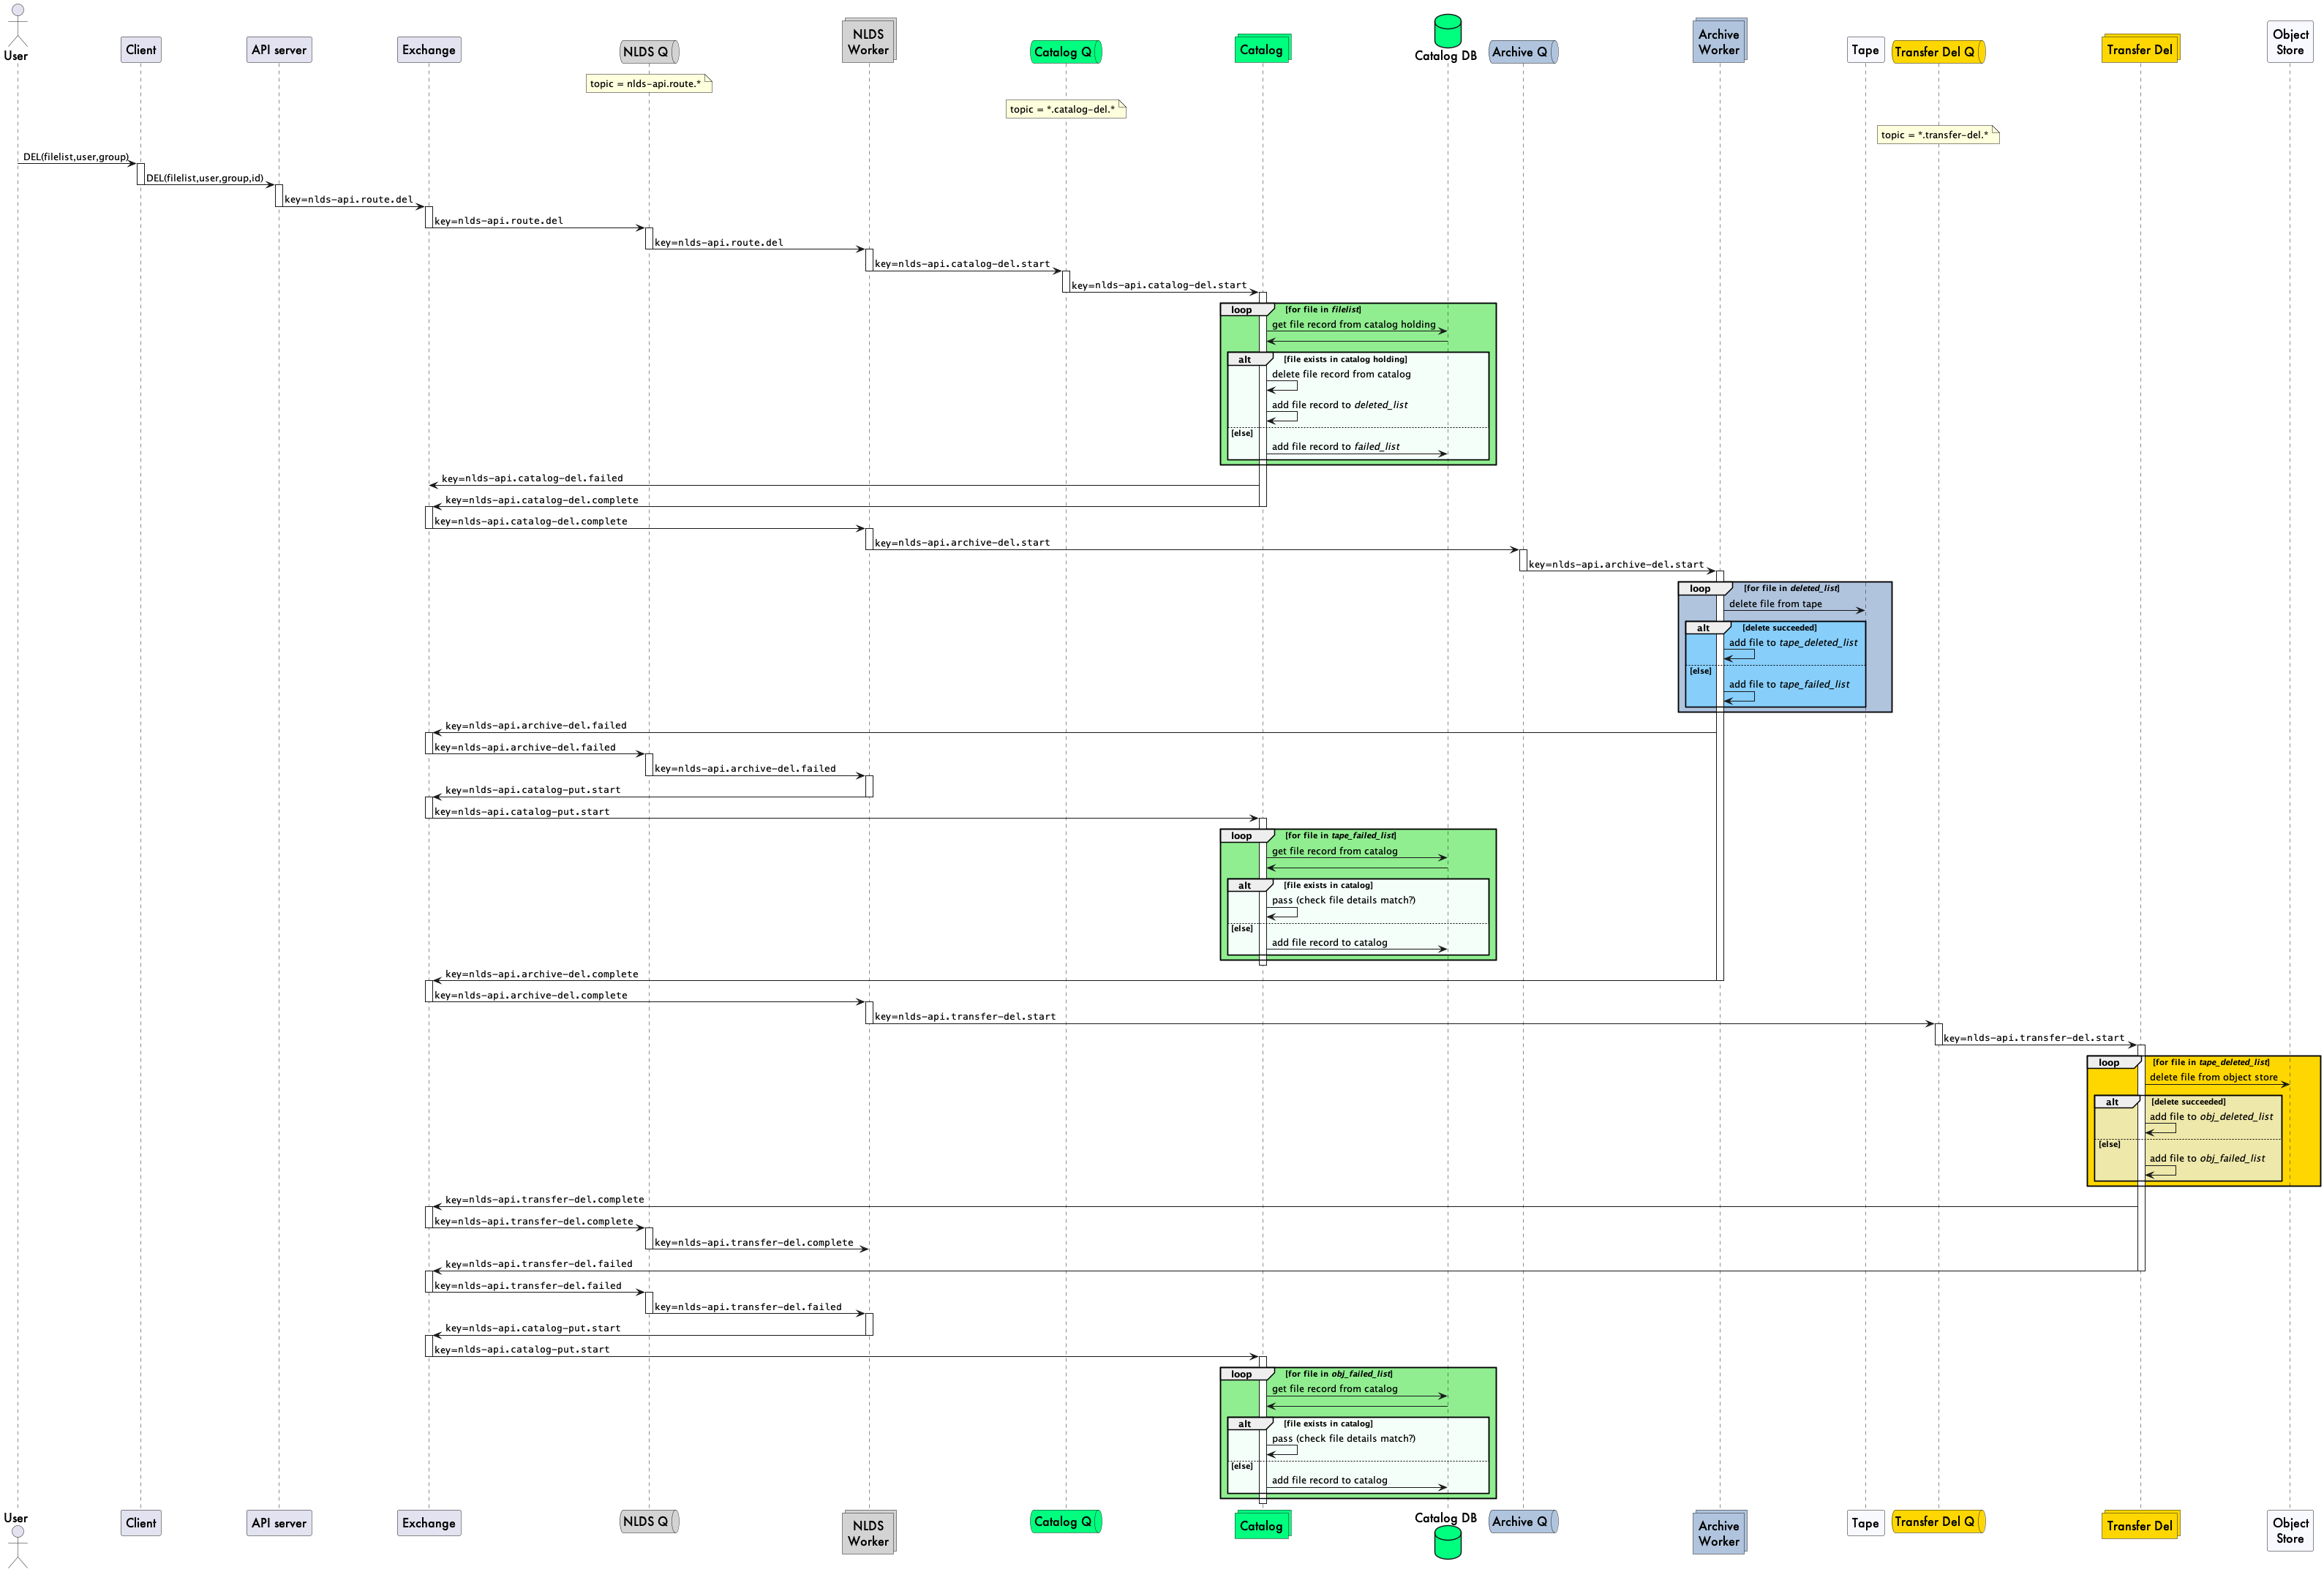 User
Client
API server
Exchange
NLDS Q
NLDS
Worker
Catalog Q
Catalog
Catalog DB
Archive Q
Archive
Worker
Tape
Transfer Del Q
Transfer Del
Object
Store
topic = nlds-api.route.*
topic = *.catalog-del.*
topic = *.transfer-del.*
DEL(filelist,user,group)
DEL(filelist,user,group,id)
key=nlds-api.route.del
key=nlds-api.route.del
key=nlds-api.route.del
key=nlds-api.catalog-del.start
key=nlds-api.catalog-del.start
loop [for file in filelist]
get file record from catalog holding
alt [file exists in catalog holding]
delete file record from catalog
add file record to deleted_list
[else]
add file record to failed_list
key=nlds-api.catalog-del.failed
key=nlds-api.catalog-del.complete
key=nlds-api.catalog-del.complete
key=nlds-api.archive-del.start
key=nlds-api.archive-del.start
loop [for file in deleted_list]
delete file from tape
alt [delete succeeded]
add file to tape_deleted_list
[else]
add file to tape_failed_list
key=nlds-api.archive-del.failed
key=nlds-api.archive-del.failed
key=nlds-api.archive-del.failed
key=nlds-api.catalog-put.start
key=nlds-api.catalog-put.start
loop [for file in tape_failed_list]
get file record from catalog
alt [file exists in catalog]
pass (check file details match?)
[else]
add file record to catalog
key=nlds-api.archive-del.complete
key=nlds-api.archive-del.complete
key=nlds-api.transfer-del.start
key=nlds-api.transfer-del.start
loop [for file in tape_deleted_list]
delete file from object store
alt [delete succeeded]
add file to obj_deleted_list
[else]
add file to obj_failed_list
key=nlds-api.transfer-del.complete
key=nlds-api.transfer-del.complete
key=nlds-api.transfer-del.complete
key=nlds-api.transfer-del.failed
key=nlds-api.transfer-del.failed
key=nlds-api.transfer-del.failed
key=nlds-api.catalog-put.start
key=nlds-api.catalog-put.start
loop [for file in obj_failed_list]
get file record from catalog
alt [file exists in catalog]
pass (check file details match?)
[else]
add file record to catalog
User
Client
API server
Exchange
NLDS Q
NLDS
Worker
Catalog Q
Catalog
Catalog DB
Archive Q
Archive
Worker
Tape
Transfer Del Q
Transfer Del
Object
Store